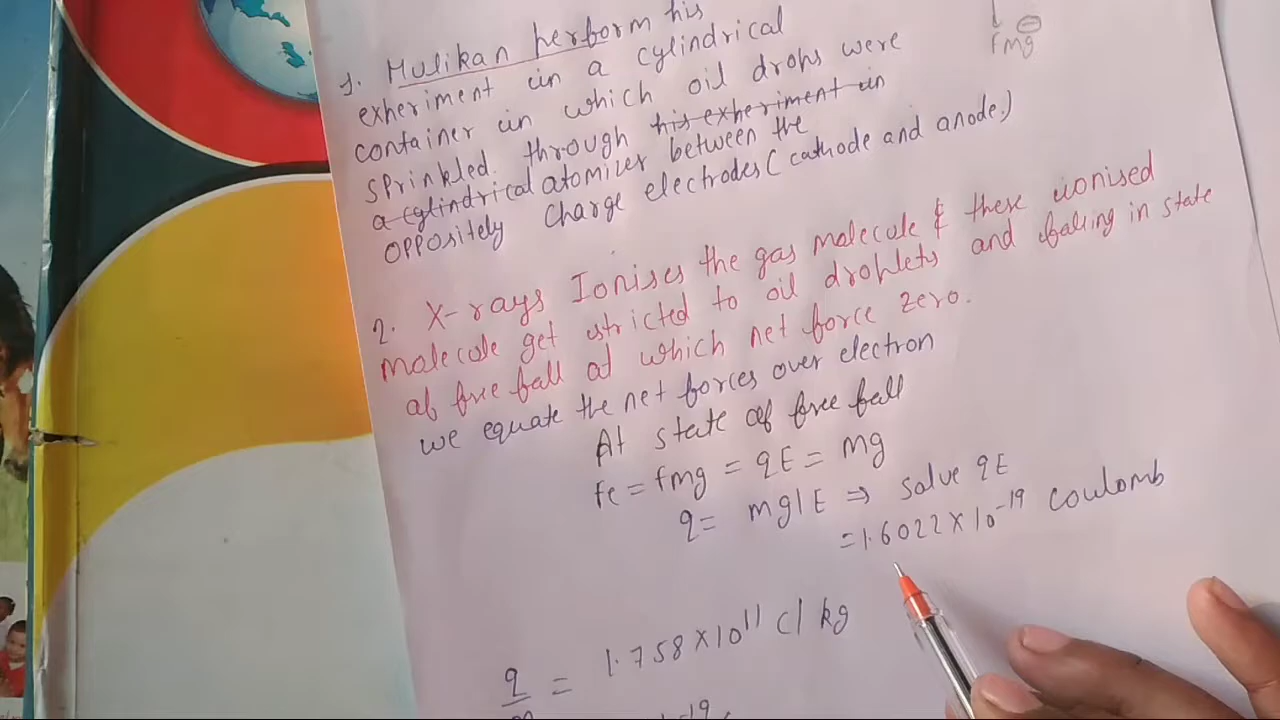 Fmg
1. Mulikan perform his
experiment in a cylindrical
container in which oil drops were
sprinkled. through his experiment in
a cylindrical atomizer between the
oppositely charge electrodes ( cathode and anode.)
2. X-rays Ionises the gas molecule & these ionised
molecule get stricted to oil droplets and falling in state
of free fall at which net force zero.
we equate the net forces over electron
At state of free fall
fe = fmg = qE = mg
q = mg/E ⇒ solve qE
= 1.6022 × 10⁻¹⁹ Coulomb
q = 1.758 × 10¹¹ c/ kg
-19